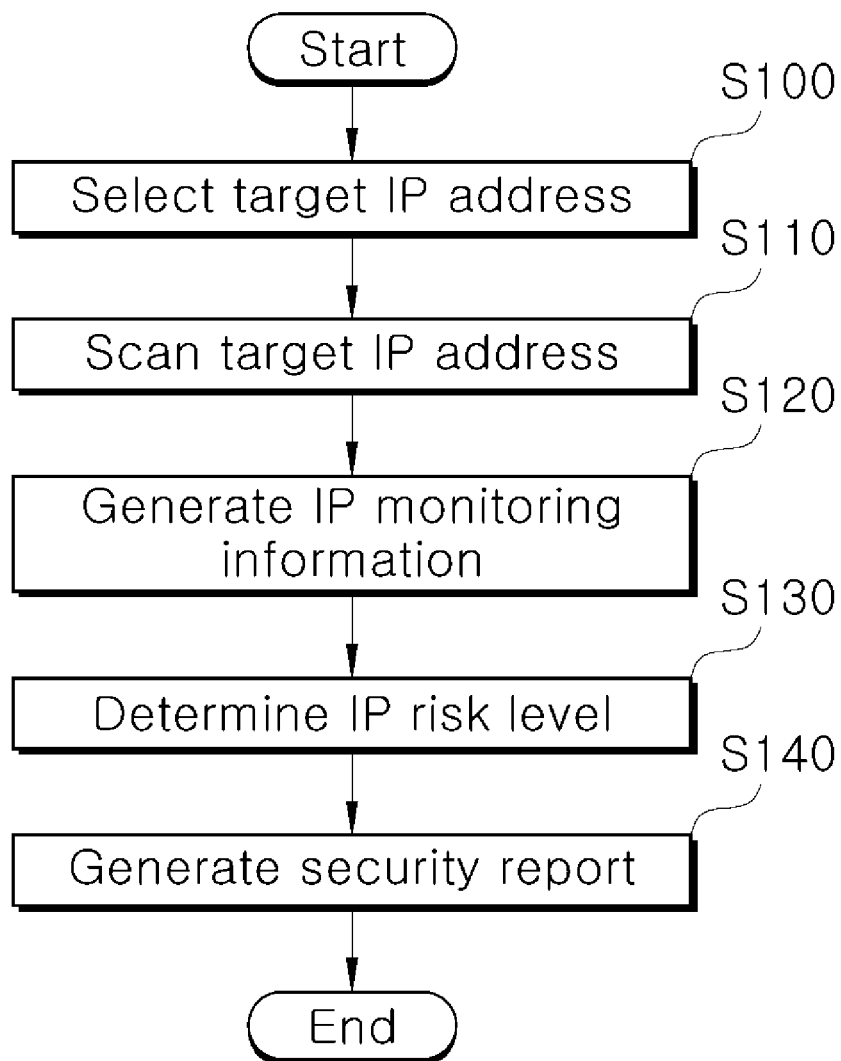 Start
S100
Select target IP address
S110
Scan target IP address
S120
Generate IP monitoring
information
S130
Determine IP risk level
S140
Generate security report
End